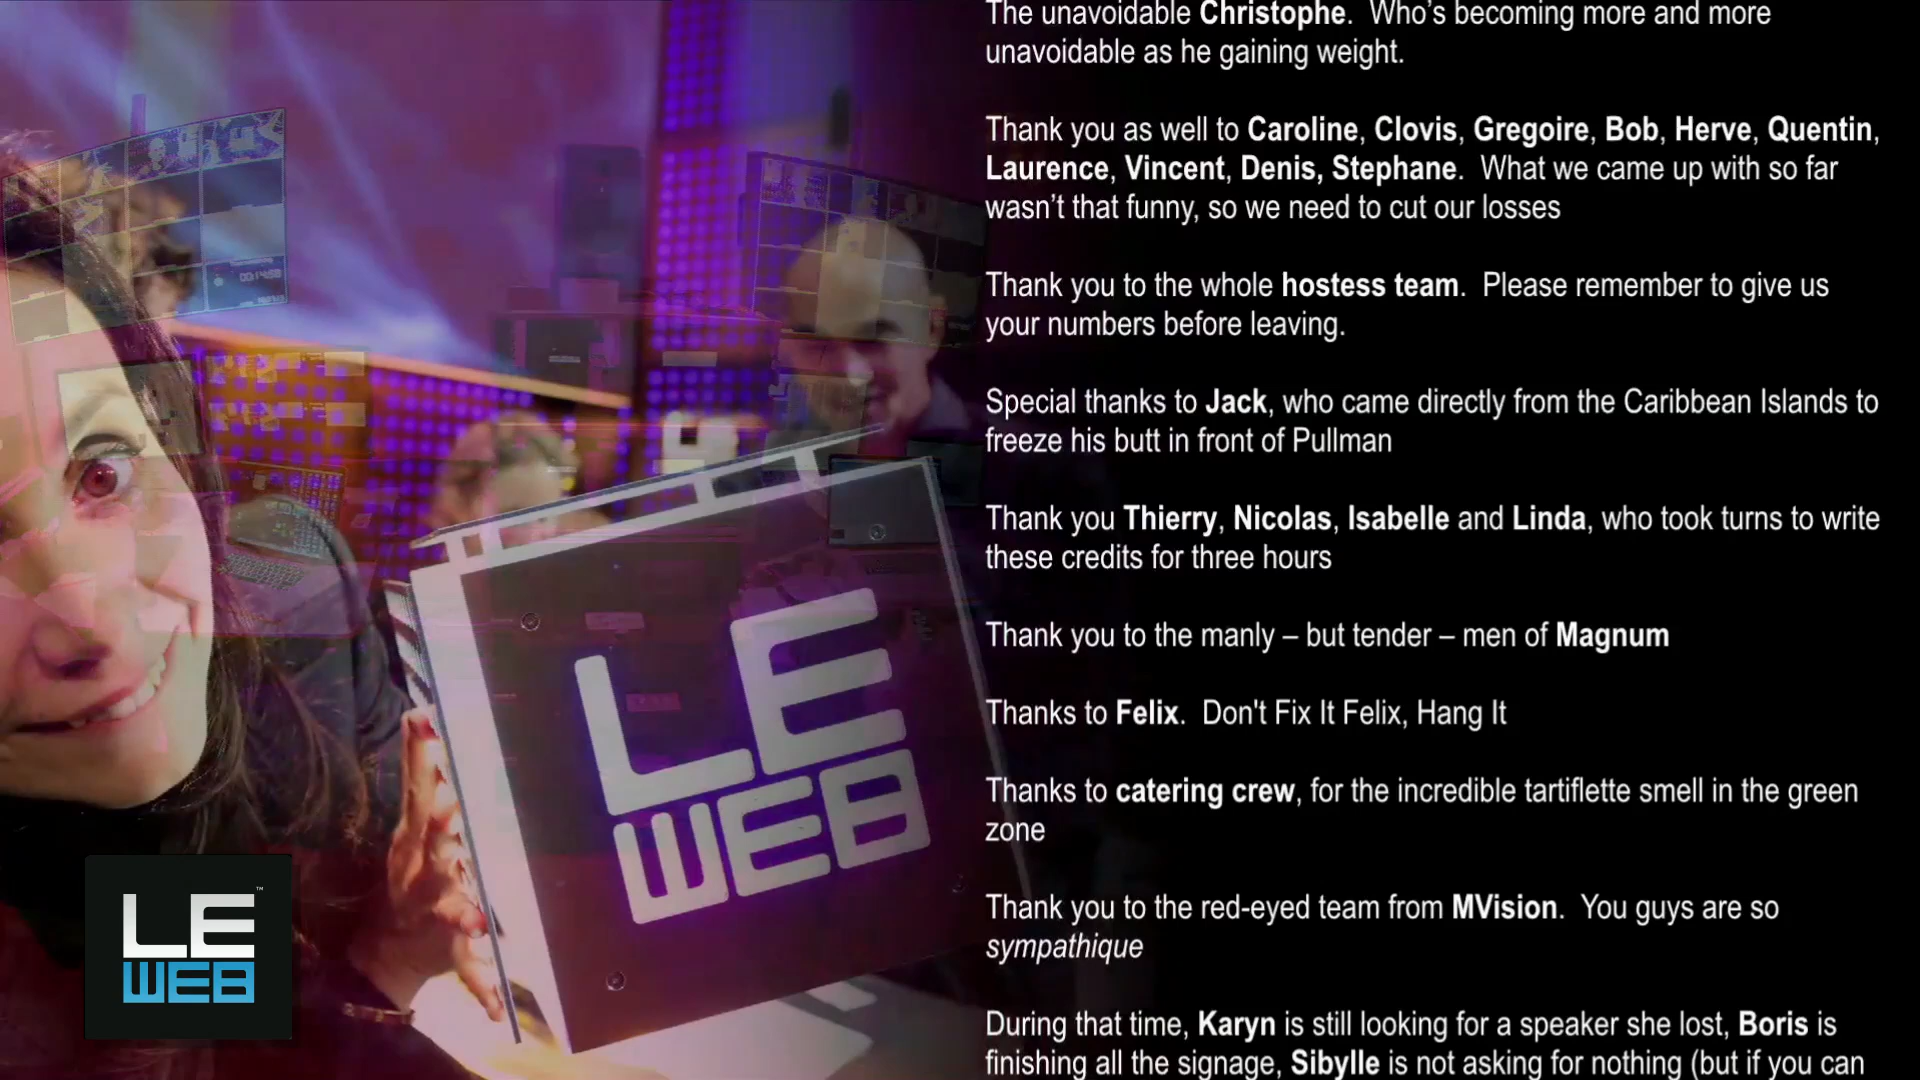 The unavoidable Christophe. Who's becoming more and more
unavoidable as he gaining weight.
Thank you as well to Caroline, Clovis, Gregoire, Bob, Herve, Quentin,
Laurence, Vincent, Denis, Stephane. What we came up with so far
wasn't that funny, so we need to cut our losses
Thank you to the whole hostess team. Please remember to give us
your numbers before leaving.
Special thanks to Jack, who came directly from the Caribbean Islands to
freeze his butt in front of Pullman
Thank you Thierry, Nicolas, Isabelle and Linda, who took turns to write
these credits for three hours
Thank you to the manly – but tender – men of Magnum
Thanks to Felix. Don't Fix It Felix, Hang It
Thanks to catering crew, for the incredible tartiflette smell in the green
zone
Thank you to the red-eyed team from MVision. You guys are so
sympathique
During that time, Karyn is still looking for a speaker she lost, Boris is
finishing all the signage, Sibylle is not asking for nothing (but if you can
LE
WEB
LE™
WEB